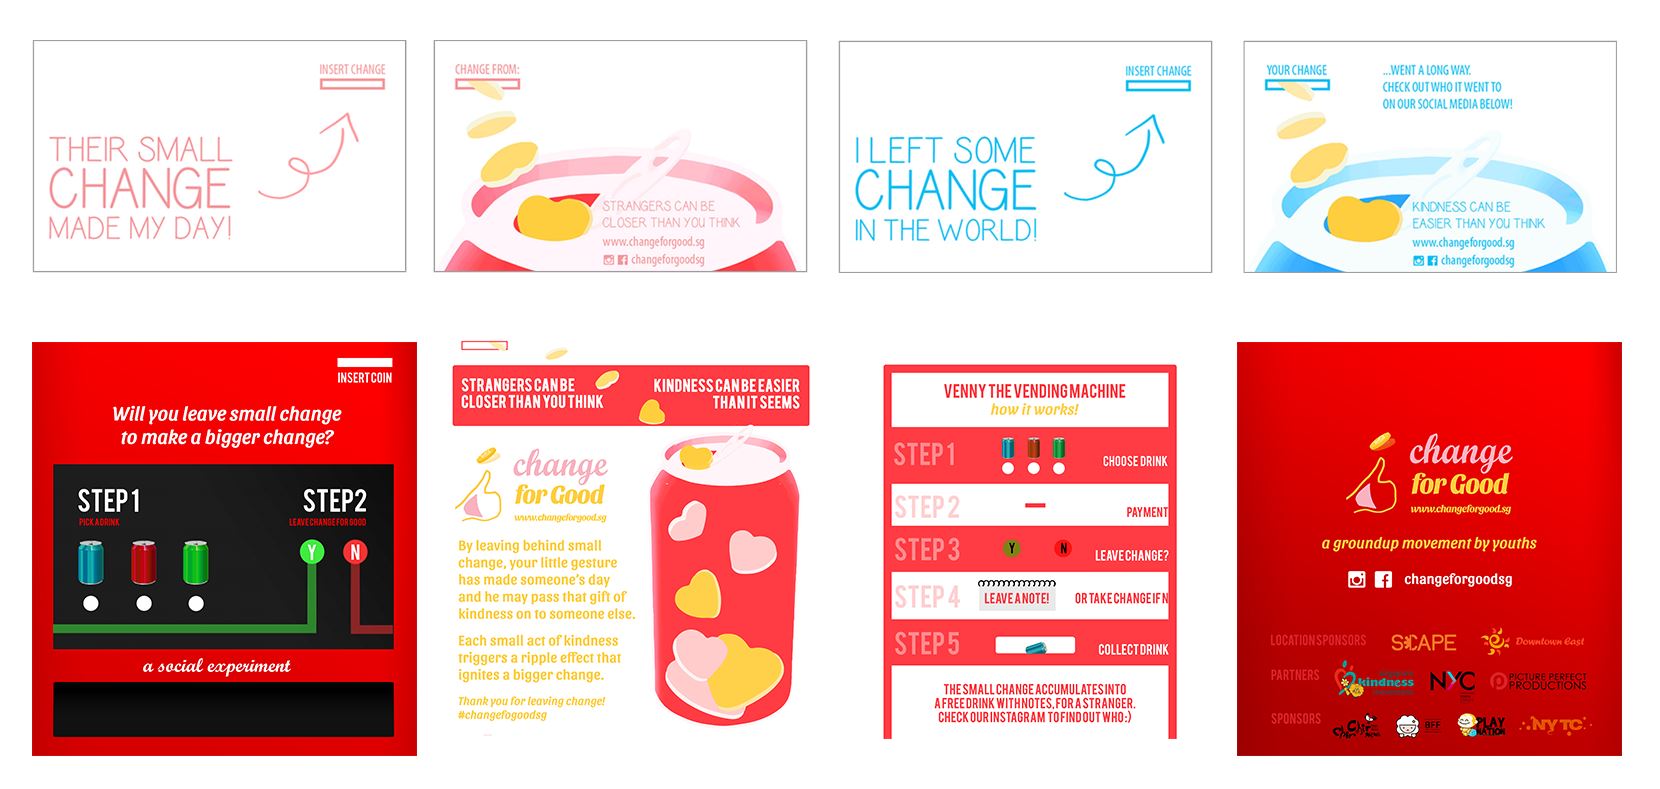 INSERT CHANGE
THEIR SMALL
CHANGE
MADE MY DAY!
CHANGE FROM:
STRANGERS CAN BE
CLOSER THAN YOU THINK
www.changeforgood.sg
changeforgoodsg
INSERT CHANGE
I LEFT SOME
CHANGE
IN THE WORLD!
YOUR CHANGE
...WENT A LONG WAY.
CHECK OUT WHO IT WENT TO
ON OUR SOCIAL MEDIA BELOW!
KINDNESS CAN BE
EASIER THAN YOU THINK
www.changeforgood.sg
changeforgoodsg
INSERT COIN
Will you leave small change
to make a bigger change?
STEP 1
PICK A DRINK
STEP 2
LEAVE CHANGE FOR GOOD
Y N
a social experiment
STRANGERS CAN BE
CLOSER THAN YOU THINK
KINDNESS CAN BE EASIER
THAN IT SEEMS
change
for Good
www.changeforgood.sg
By leaving behind small
change, your little gesture
has made someone's day
and he may pass that gift of
kindness on to someone else.
Each small act of kindness
triggers a ripple effect that
ignites a bigger change.
Thank you for leaving change!
#changefogoodsg
VENNY THE VENDING MACHINE
how it works!
STEP 1
CHOOSE DRINK
STEP 2
PAYMENT
STEP 3
Y N
LEAVE CHANGE?
STEP 4
LEAVE A NOTE!
OR TAKE CHANGE IF N
STEP 5
COLLECT DRINK
THE SMALL CHANGE ACCUMULATES INTO
A FREE DRINK WITH NOTES, FOR A STRANGER.
CHECK OUR INSTAGRAM TO FIND OUT WHO:)
change
for Good
www.changeforgood.sg
a groundup movement by youths
changeforgoodsg
LOCATION SPONSORS
SCAPE
Downtown East
PARTNERS
kindness
NYC
PICTURE PERFECT
PRODUCTIONS
SPONSORS
BFF
PLAY
NATION
NYTC